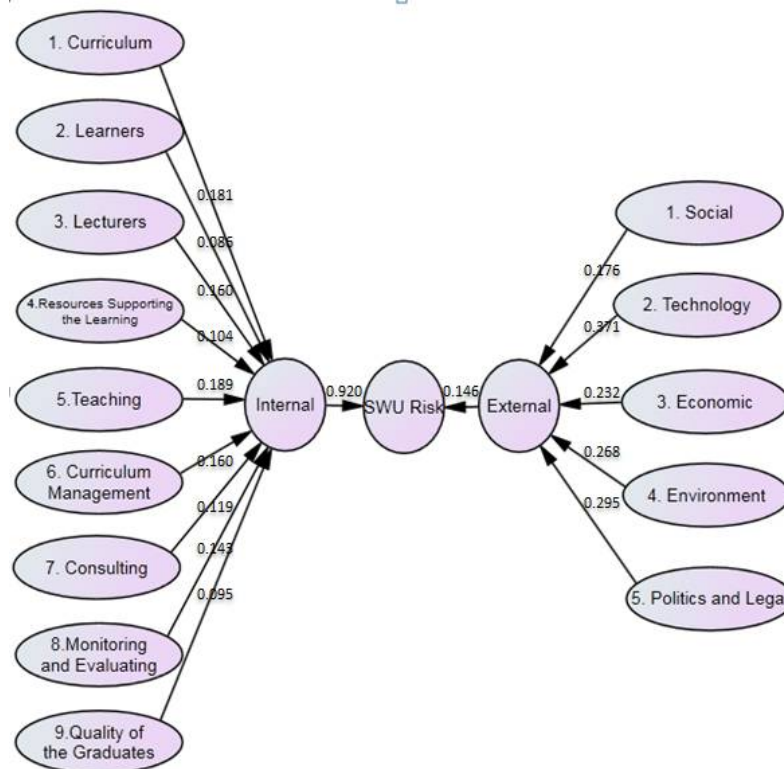 1. Curriculum
2. Learners
3. Lecturers
4.Resources Supporting
the Learning
5.Teaching
6. Curriculum
Management
7. Consulting
8.Monitoring
and Evaluating
9.Quality of
the Graduates
0.181
0.086
0.160
0.104
0.189
0.160
0.119
0.143
0.095
Internal
0.920
SWU Risk
0.146
External
0.176
0.371
0.232
0.268
0.295
1. Social
2. Technology
3. Economic
4. Environment
5. Politics and Lega